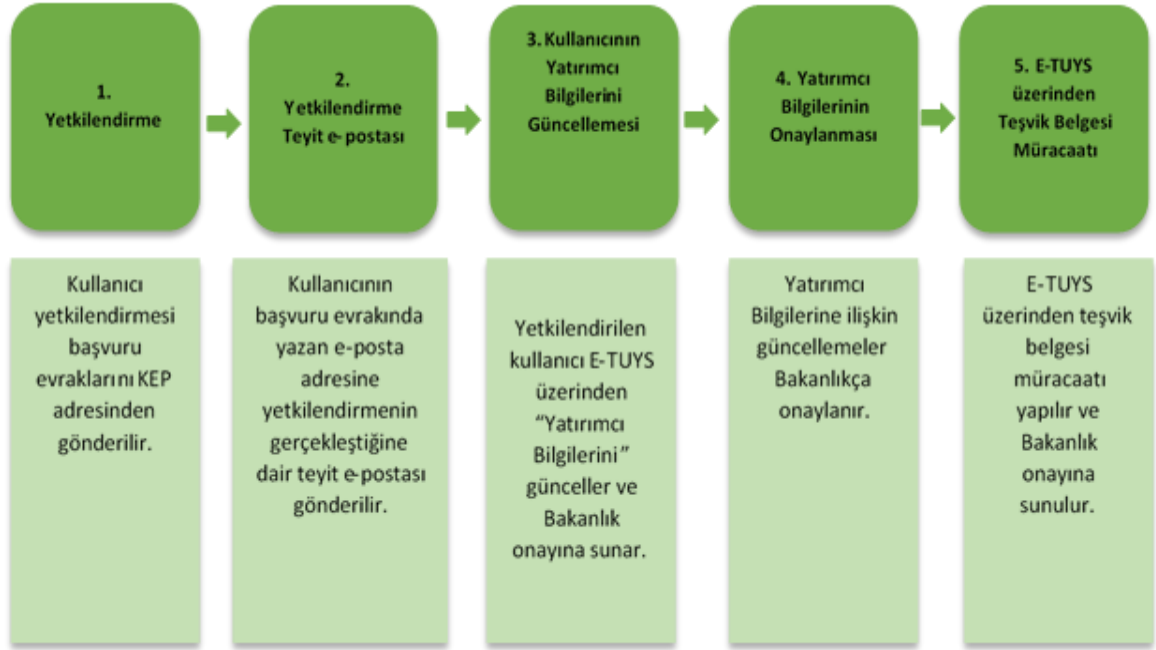 1.
Yetkilendirme
2.
Yetkilendirme
Teyit e-postası
3. Kullanıcının
Yatırımcı
Bilgilerini
Güncellemesi
4. Yatırımcı
Bilgilerinin
Onaylanması
5. E-TUYS
üzerinden
Teşvik Belgesi
Müracaatı
Kullanıcı
yetkilendirmesi
başvuru
evraklarını KEP
adresinden
gönderilir.
Kullanıcının
başvuru evrakında
yazan e-posta
adresine
yetkilendirmenin
gerçekleştiğine
dair teyit e-postası
gönderilir.
Yetkilendirilen
kullanıcı E-TUYS
üzerinden
“Yatırımcı
Bilgilerini”
günceller ve
Bakanlık
onayına sunar.
Yatırımcı
Bilgilerine ilişkin
güncellemeler
Bakanlıkça
onaylanır.
E-TUYS
üzerinden teşvik
belgesi
müracaatı
yapılır ve
Bakanlık
onayına
sunulur.